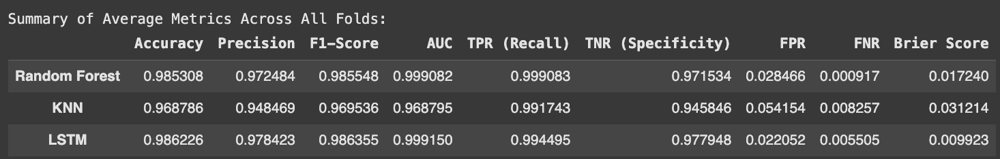 Summary of Average Metrics Across All Folds:
Accuracy Precision F1-Score AUC TPR (Recall) TNR (Specificity) FPR FNR Brier Score
Random Forest 0.985308 0.972484 0.985548 0.999082 0.999083 0.971534 0.028466 0.000917 0.017240
KNN 0.968786 0.948469 0.969536 0.968795 0.991743 0.945846 0.054154 0.008257 0.031214
LSTM 0.986226 0.978423 0.986355 0.999150 0.994495 0.977948 0.022052 0.005505 0.009923